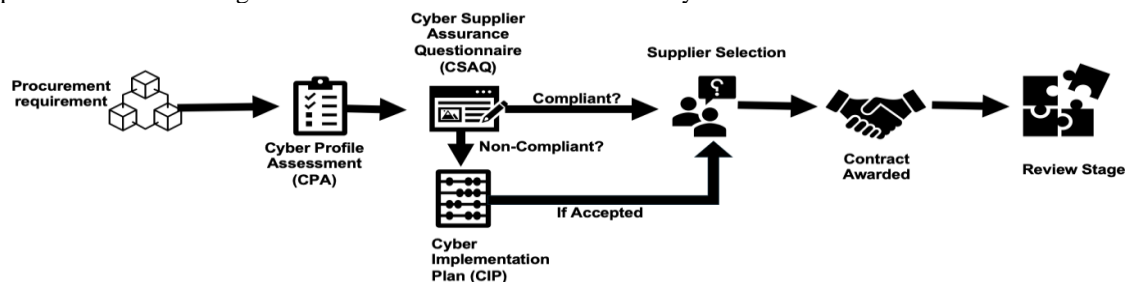 Procurement
requirement
Cyber Profile
Assessment
(CPA)
Cyber Supplier
Assurance
Questionnaire
(CSAQ)
Compliant?
Non-Compliant?
Cyber
Implementation
Plan (CIP)
If Accepted
Supplier Selection
?
Contract
Awarded
Review Stage